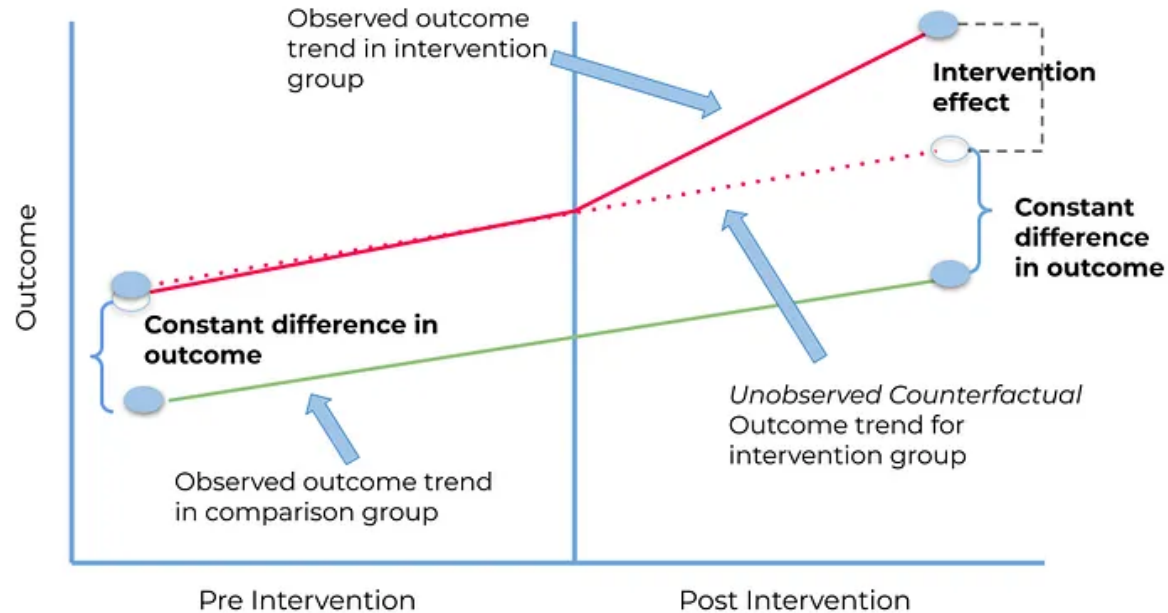 Observed outcome
trend in intervention
group
Intervention
effect
Outcome
Constant
difference
in outcome
Constant difference in
outcome
Unobserved Counterfactual
Outcome trend for
intervention group
Observed outcome trend
in comparison group
Pre Intervention
Post Intervention